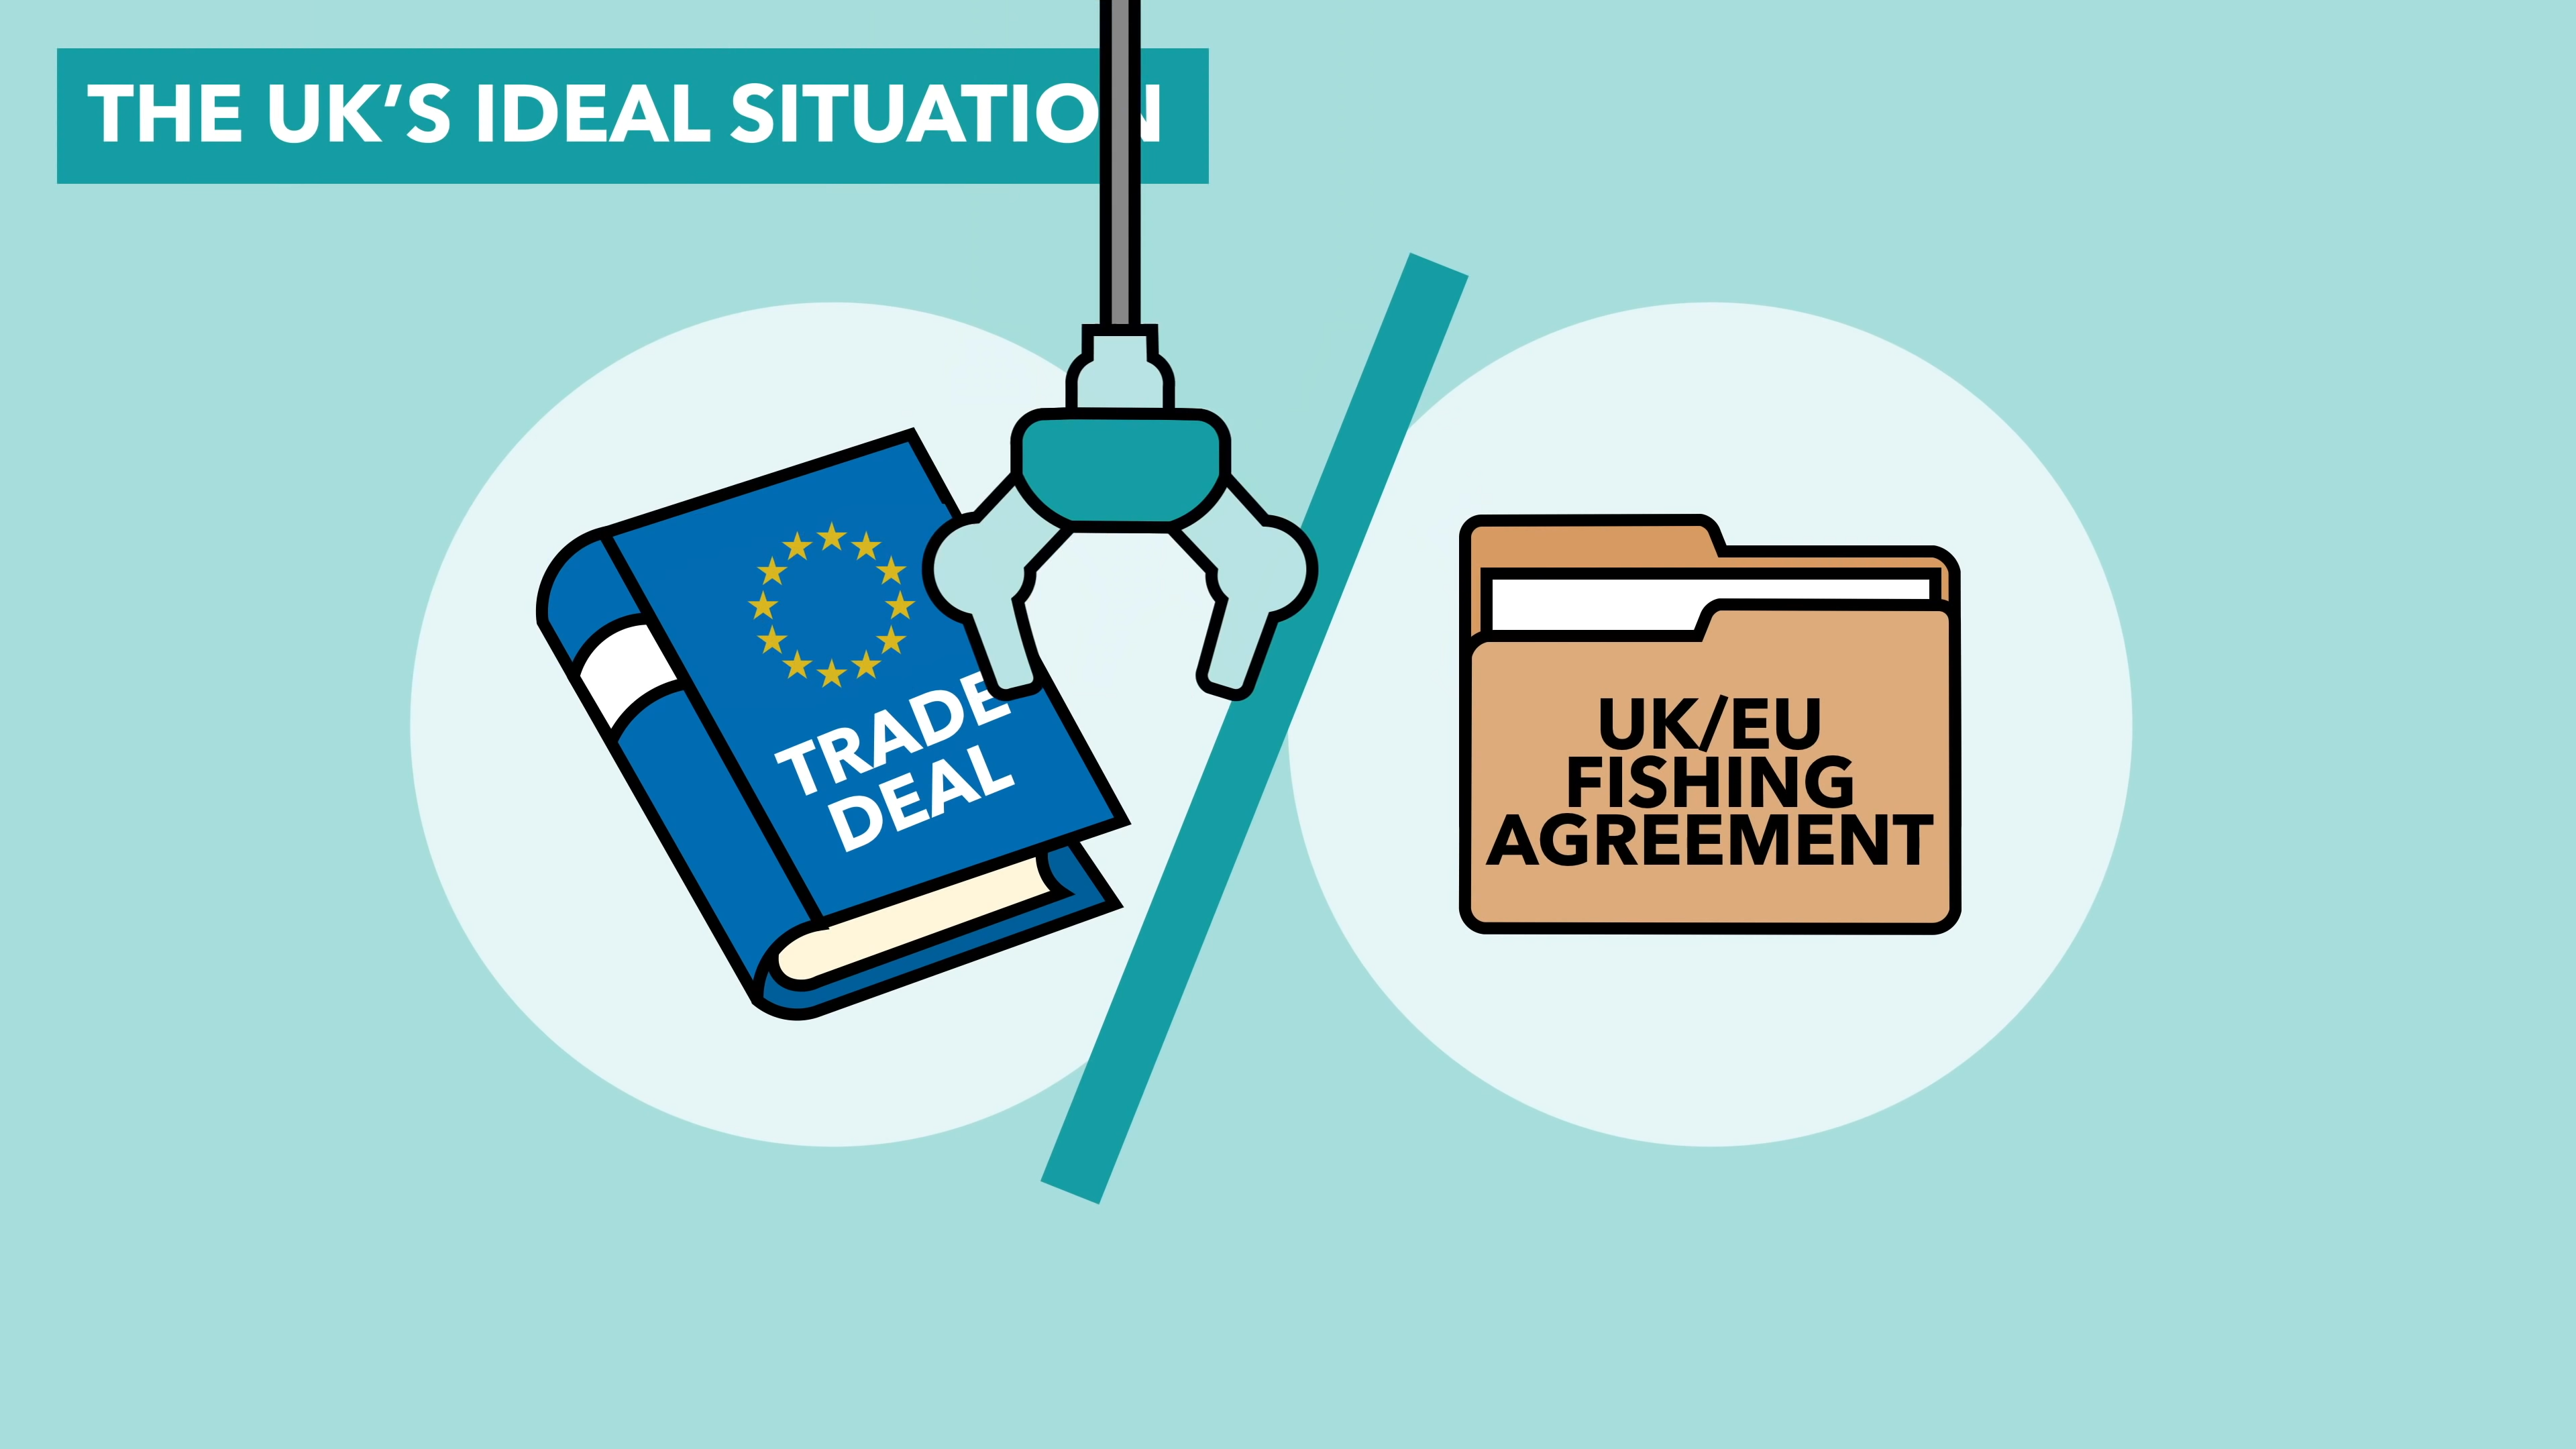 THE UK'S IDEAL SITUATION
TRADE
DEAL
UK/EU
FISHING
AGREEMENT